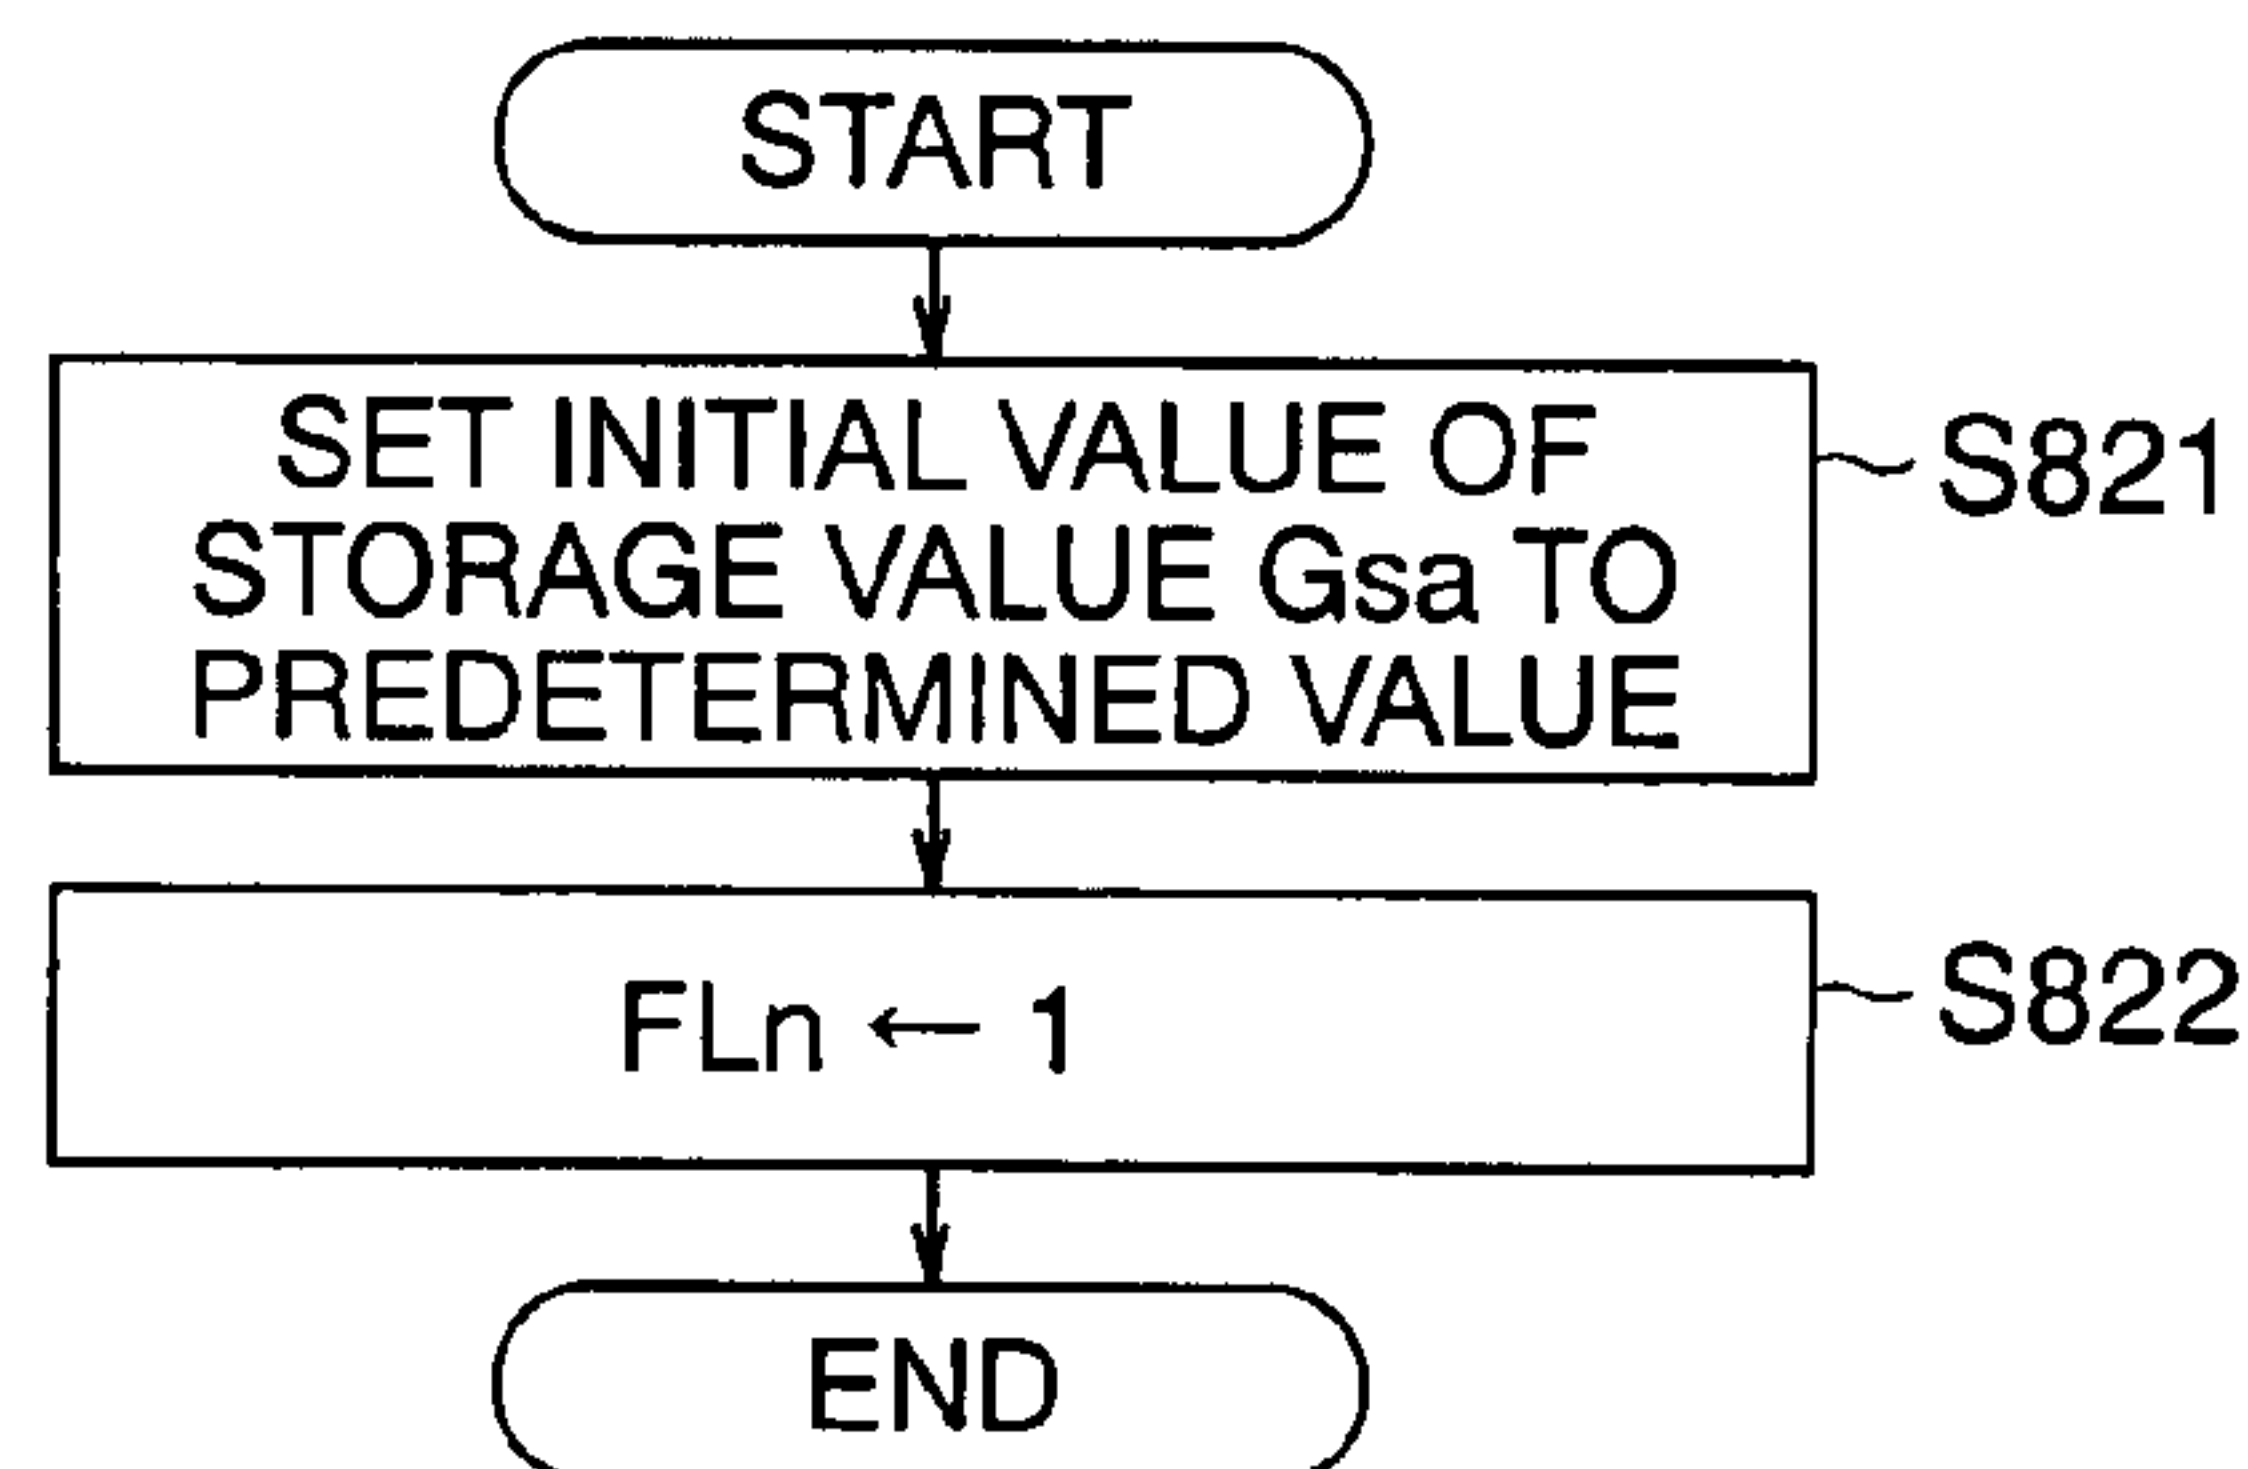 START
SET INITIAL VALUE OF
STORAGE VALUE Gsa TO
PREDETERMINED VALUE
S821
FLn ← 1
S822
END